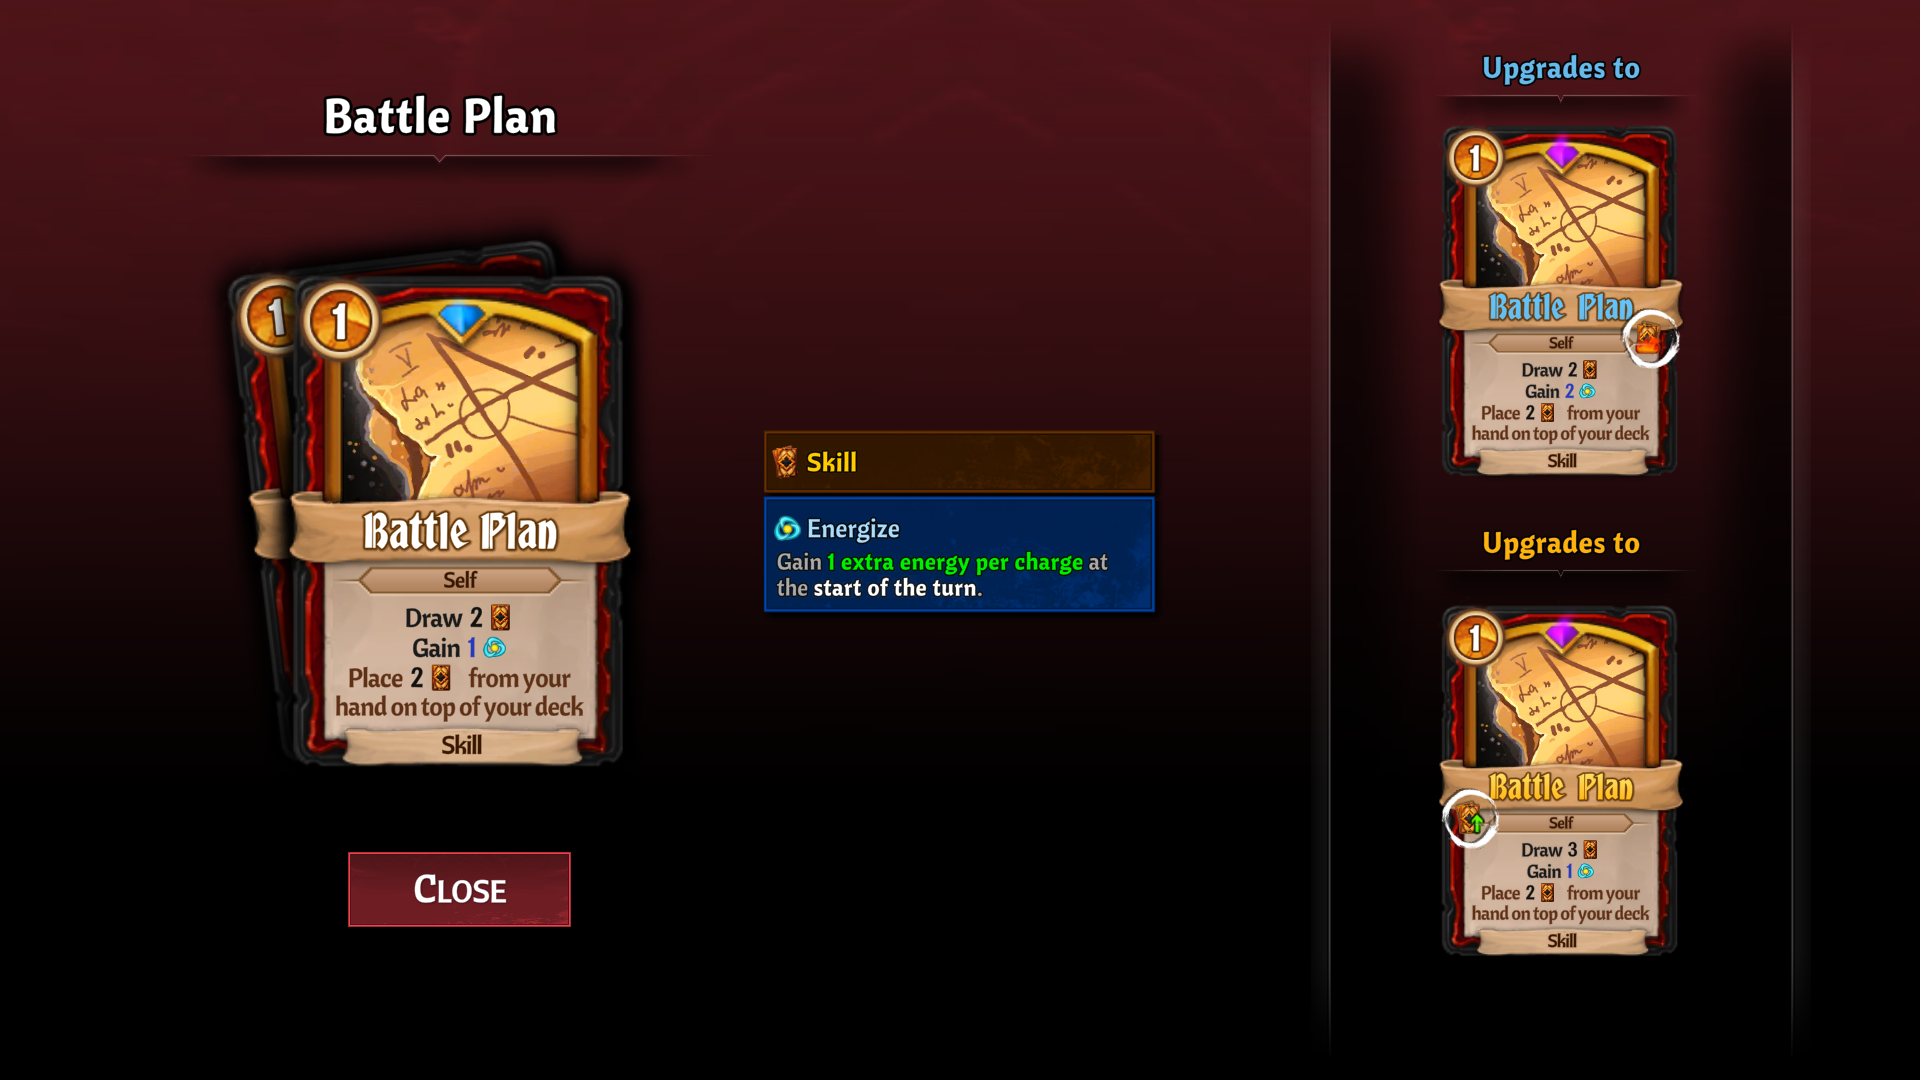 Battle Plan
1
1
Battle Plan
Self
Draw 2
Gain 1
Place 2 from your
hand on top of your deck
Skill
Close
Skill
Energize
Gain 1 extra energy per charge at
the start of the turn.
Upgrades to
1
Battle Plan
Self
Draw 2
Gain 2
Place 2 from your
hand on top of your deck
Skill
Upgrades to
1
Battle Plan
Self
Draw 3
Gain 1
Place 2 from your
hand on top of your deck
Skill